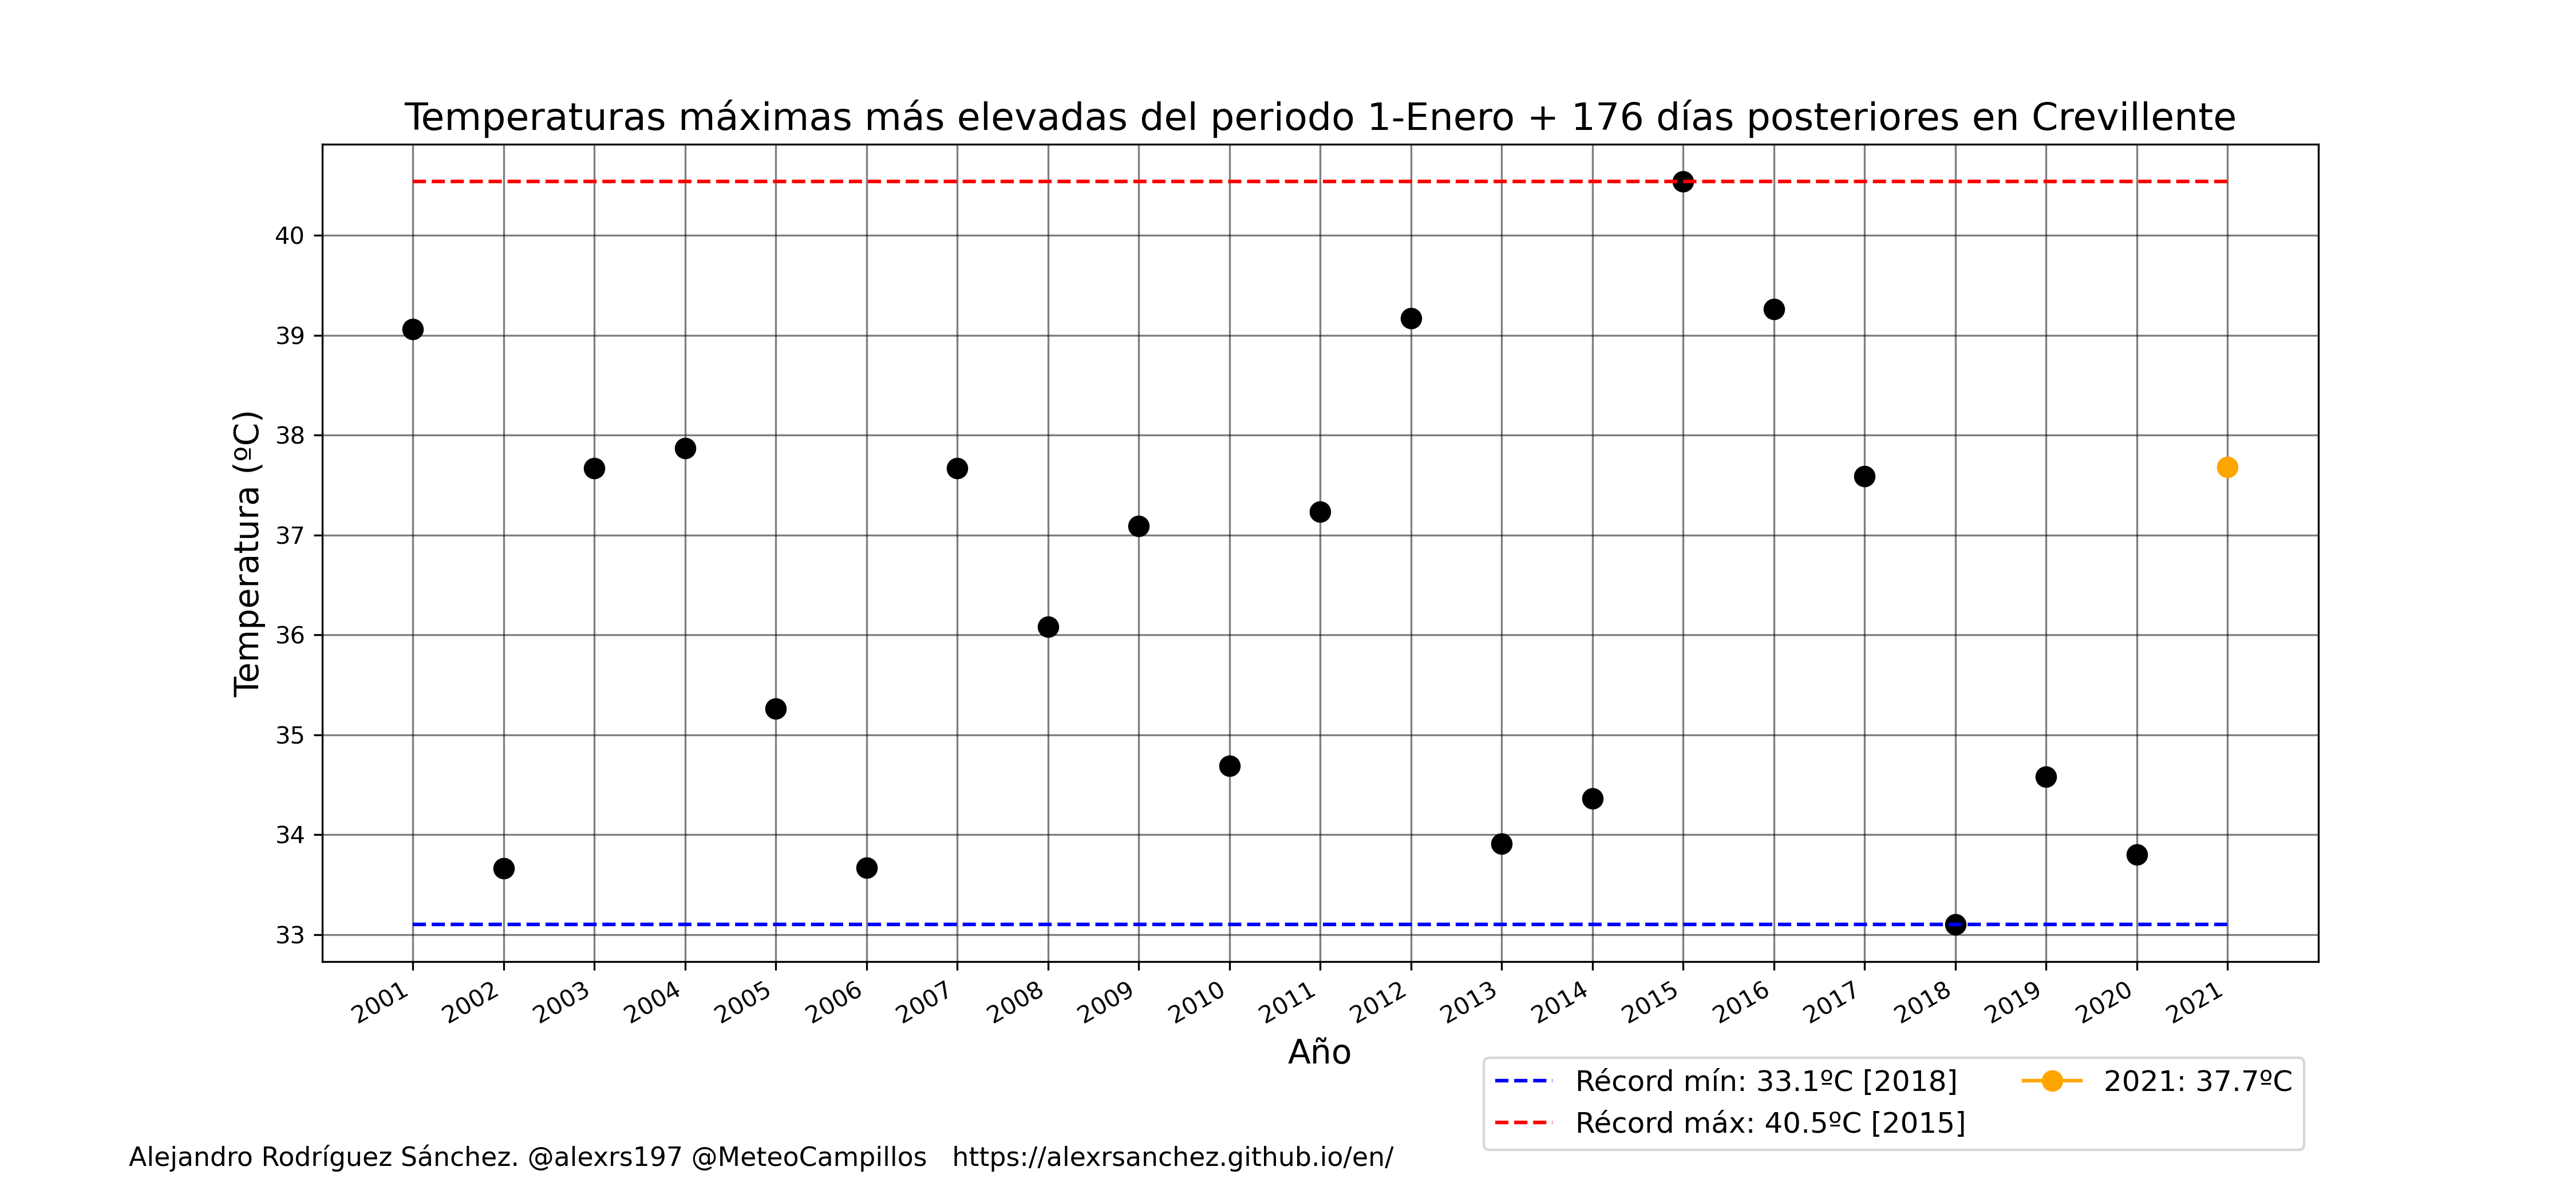 Temperaturas máximas más elevadas del periodo 1-Enero + 176 días posteriores en Crevillente
Temperatura (ºC)
40
39
38
37
36
35
34
33
2001 2002 2003 2004 2005 2006 2007 2008 2009 2010 2011 2012 2013 2014 2015 2016 2017 2018 2019 2020 2021
Año
Récord mín: 33.1ºC [2018]
Récord máx: 40.5ºC [2015]
2021: 37.7ºC
Alejandro Rodríguez Sánchez. @alexrs197 @MeteoCampillos https://alexrsanchez.github.io/en/